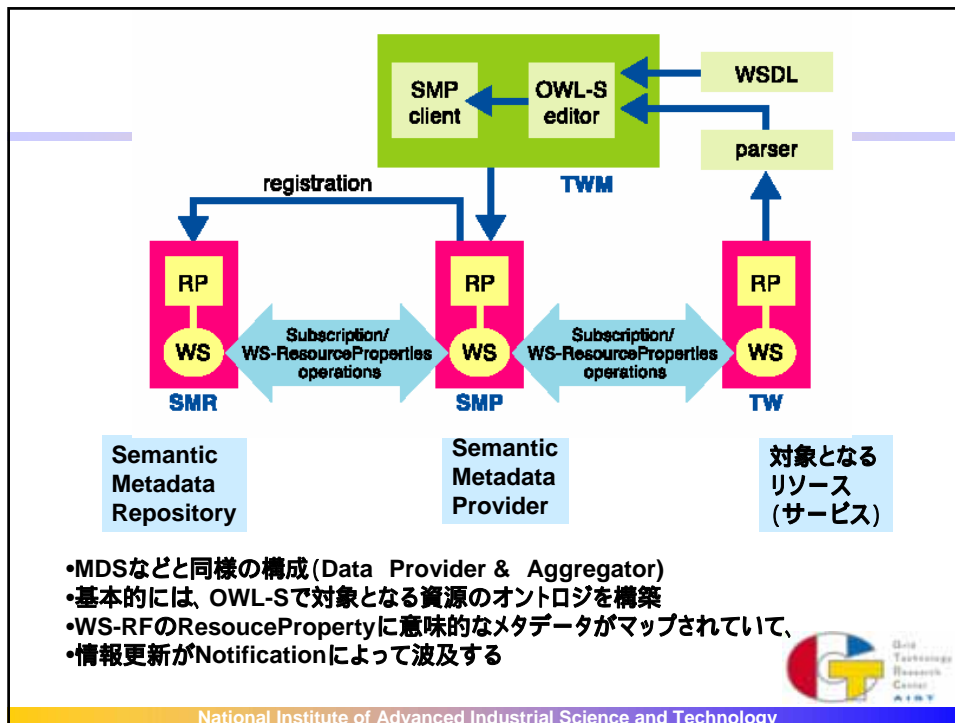 SMP
client
OWL-S
editor
WSDL
parser
TWM
registration
RP
WS
SMR
Subscription/
WS-ResourceProperties
operations
RP
WS
SMP
Subscription/
WS-ResourceProperties
operations
RP
WS
TW
Semantic
Metadata
Repository
Semantic
Metadata
Provider
対象となる
リソース
(サービス)
•MDSなどと同様の構成(Data Provider & Aggregator)
•基本的には、OWL-Sで対象となる資源のオントロジを構築
•WS-RFのResoucePropertyに意味的なメタデータがマップされていて、
•情報更新がNotificationによって波及する
Grid
Technology
Research
Center
AIST
National Institute of Advanced Industrial Science and Technology